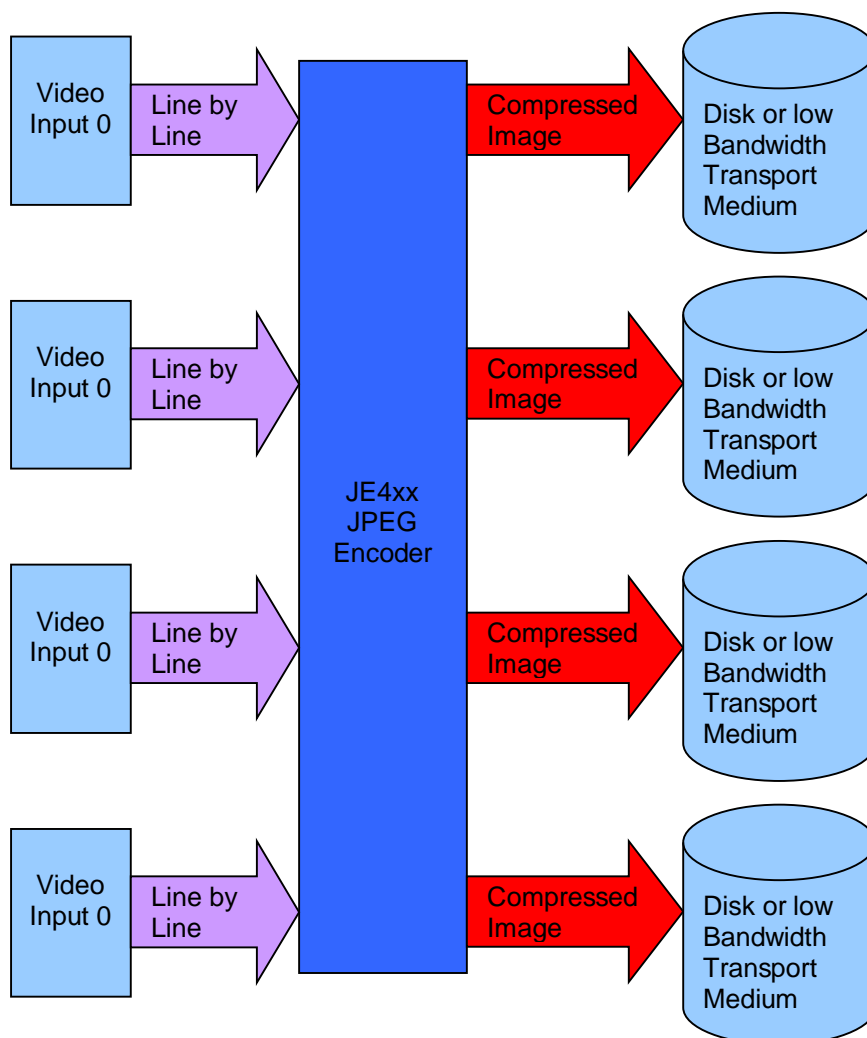 Video
Input 0
Line by
Line
Compressed
Image
Disk or low
Bandwidth
Transport
Medium
Video
Input 0
Line by
Line
Compressed
Image
Disk or low
Bandwidth
Transport
Medium
JE4xx
JPEG
Encoder
Video
Input 0
Line by
Line
Compressed
Image
Disk or low
Bandwidth
Transport
Medium
Video
Input 0
Line by
Line
Compressed
Image
Disk or low
Bandwidth
Transport
Medium